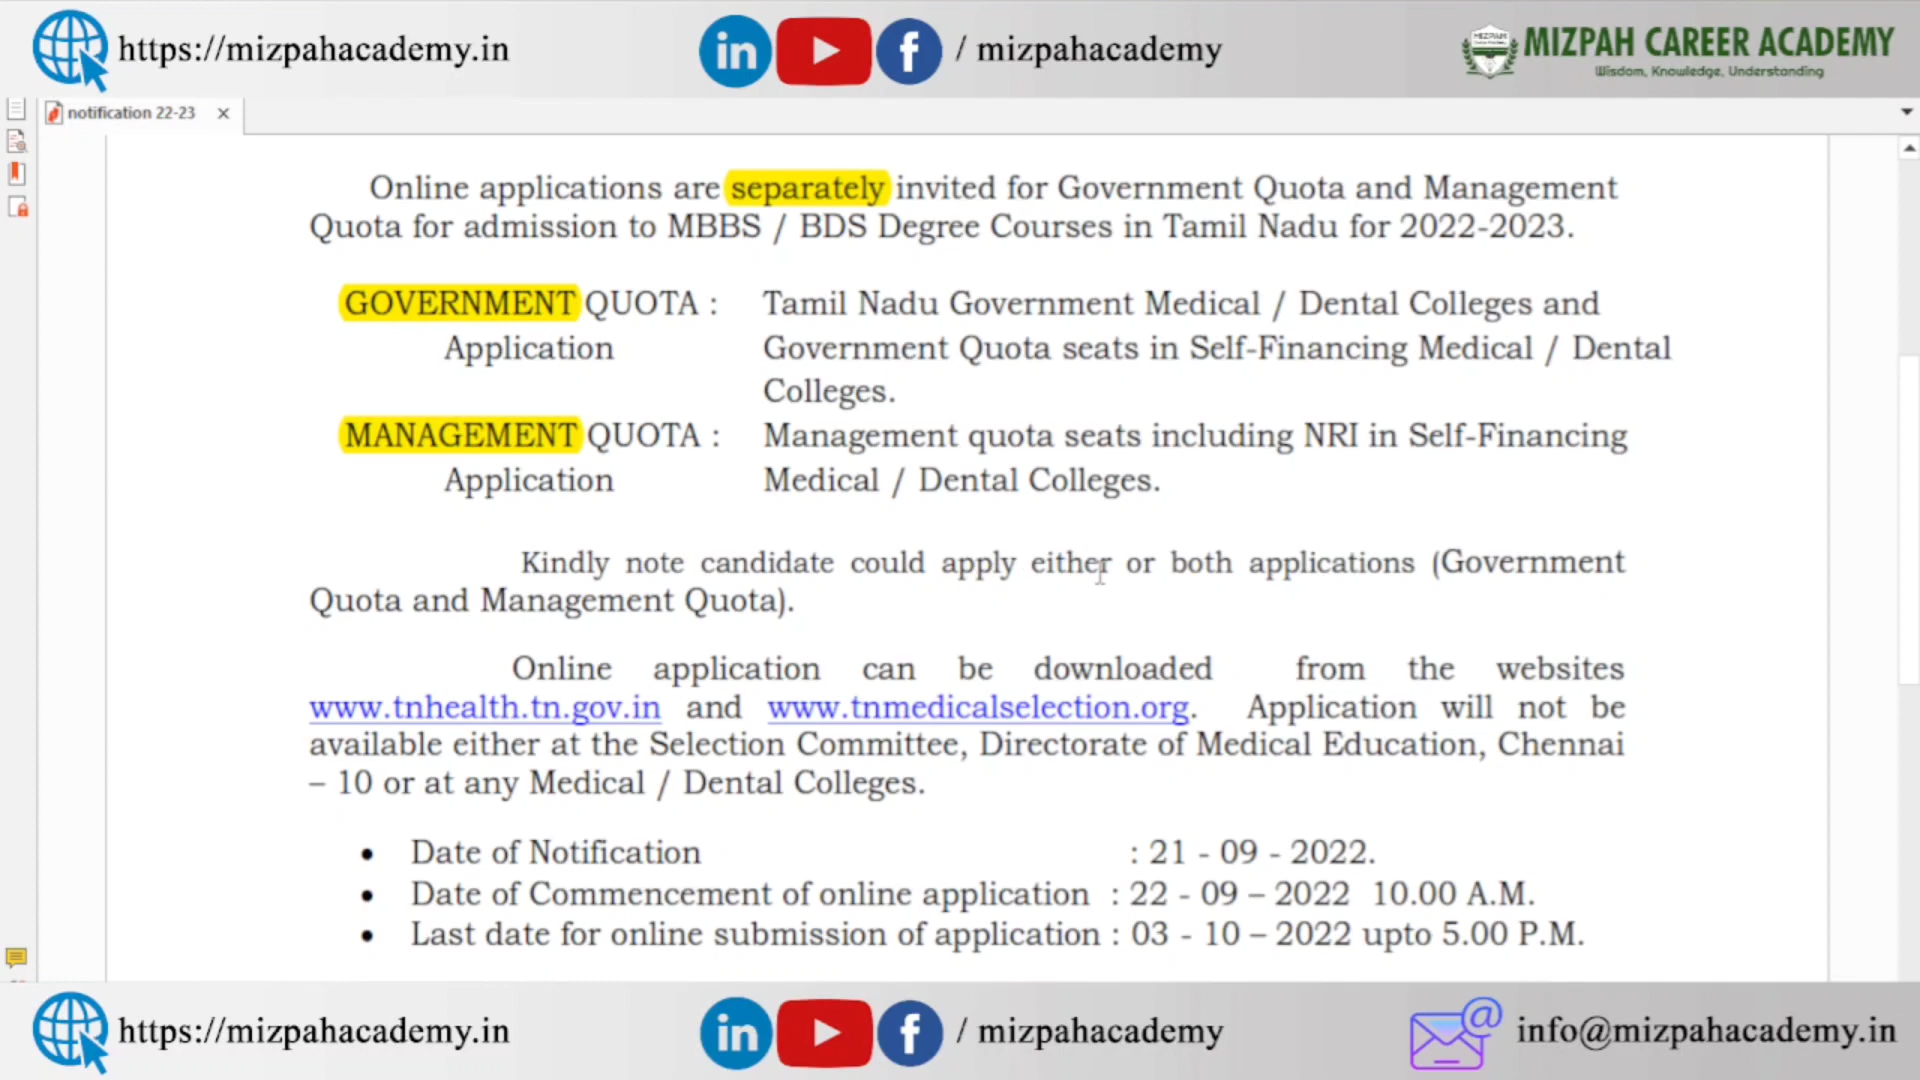 https://mizpahacademy.in
in f / mizpahacademy
MIZPAH
MIZPAH CAREER ACADEMY
Wisdom, Knowledge, Understanding
notification 22-23
Online applications are separately invited for Government Quota and Management
Quota for admission to MBBS / BDS Degree Courses in Tamil Nadu for 2022-2023.
GOVERNMENT QUOTA : Tamil Nadu Government Medical / Dental Colleges and
Application Government Quota seats in Self-Financing Medical / Dental
Colleges.
MANAGEMENT QUOTA : Management quota seats including NRI in Self-Financing
Application Medical / Dental Colleges.
Kindly note candidate could apply either or both applications (Government
Quota and Management Quota).
Online application can be downloaded from the websites
www.tnhealth.tn.gov.in and www.tnmedicalselection.org. Application will not be
available either at the Selection Committee, Directorate of Medical Education, Chennai
– 10 or at any Medical / Dental Colleges.
• Date of Notification : 21 - 09 - 2022.
• Date of Commencement of online application : 22 - 09 – 2022 10.00 A.M.
• Last date for online submission of application : 03 - 10 – 2022 upto 5.00 P.M.
https://mizpahacademy.in
in f / mizpahacademy
@ info@mizpahacademy.in